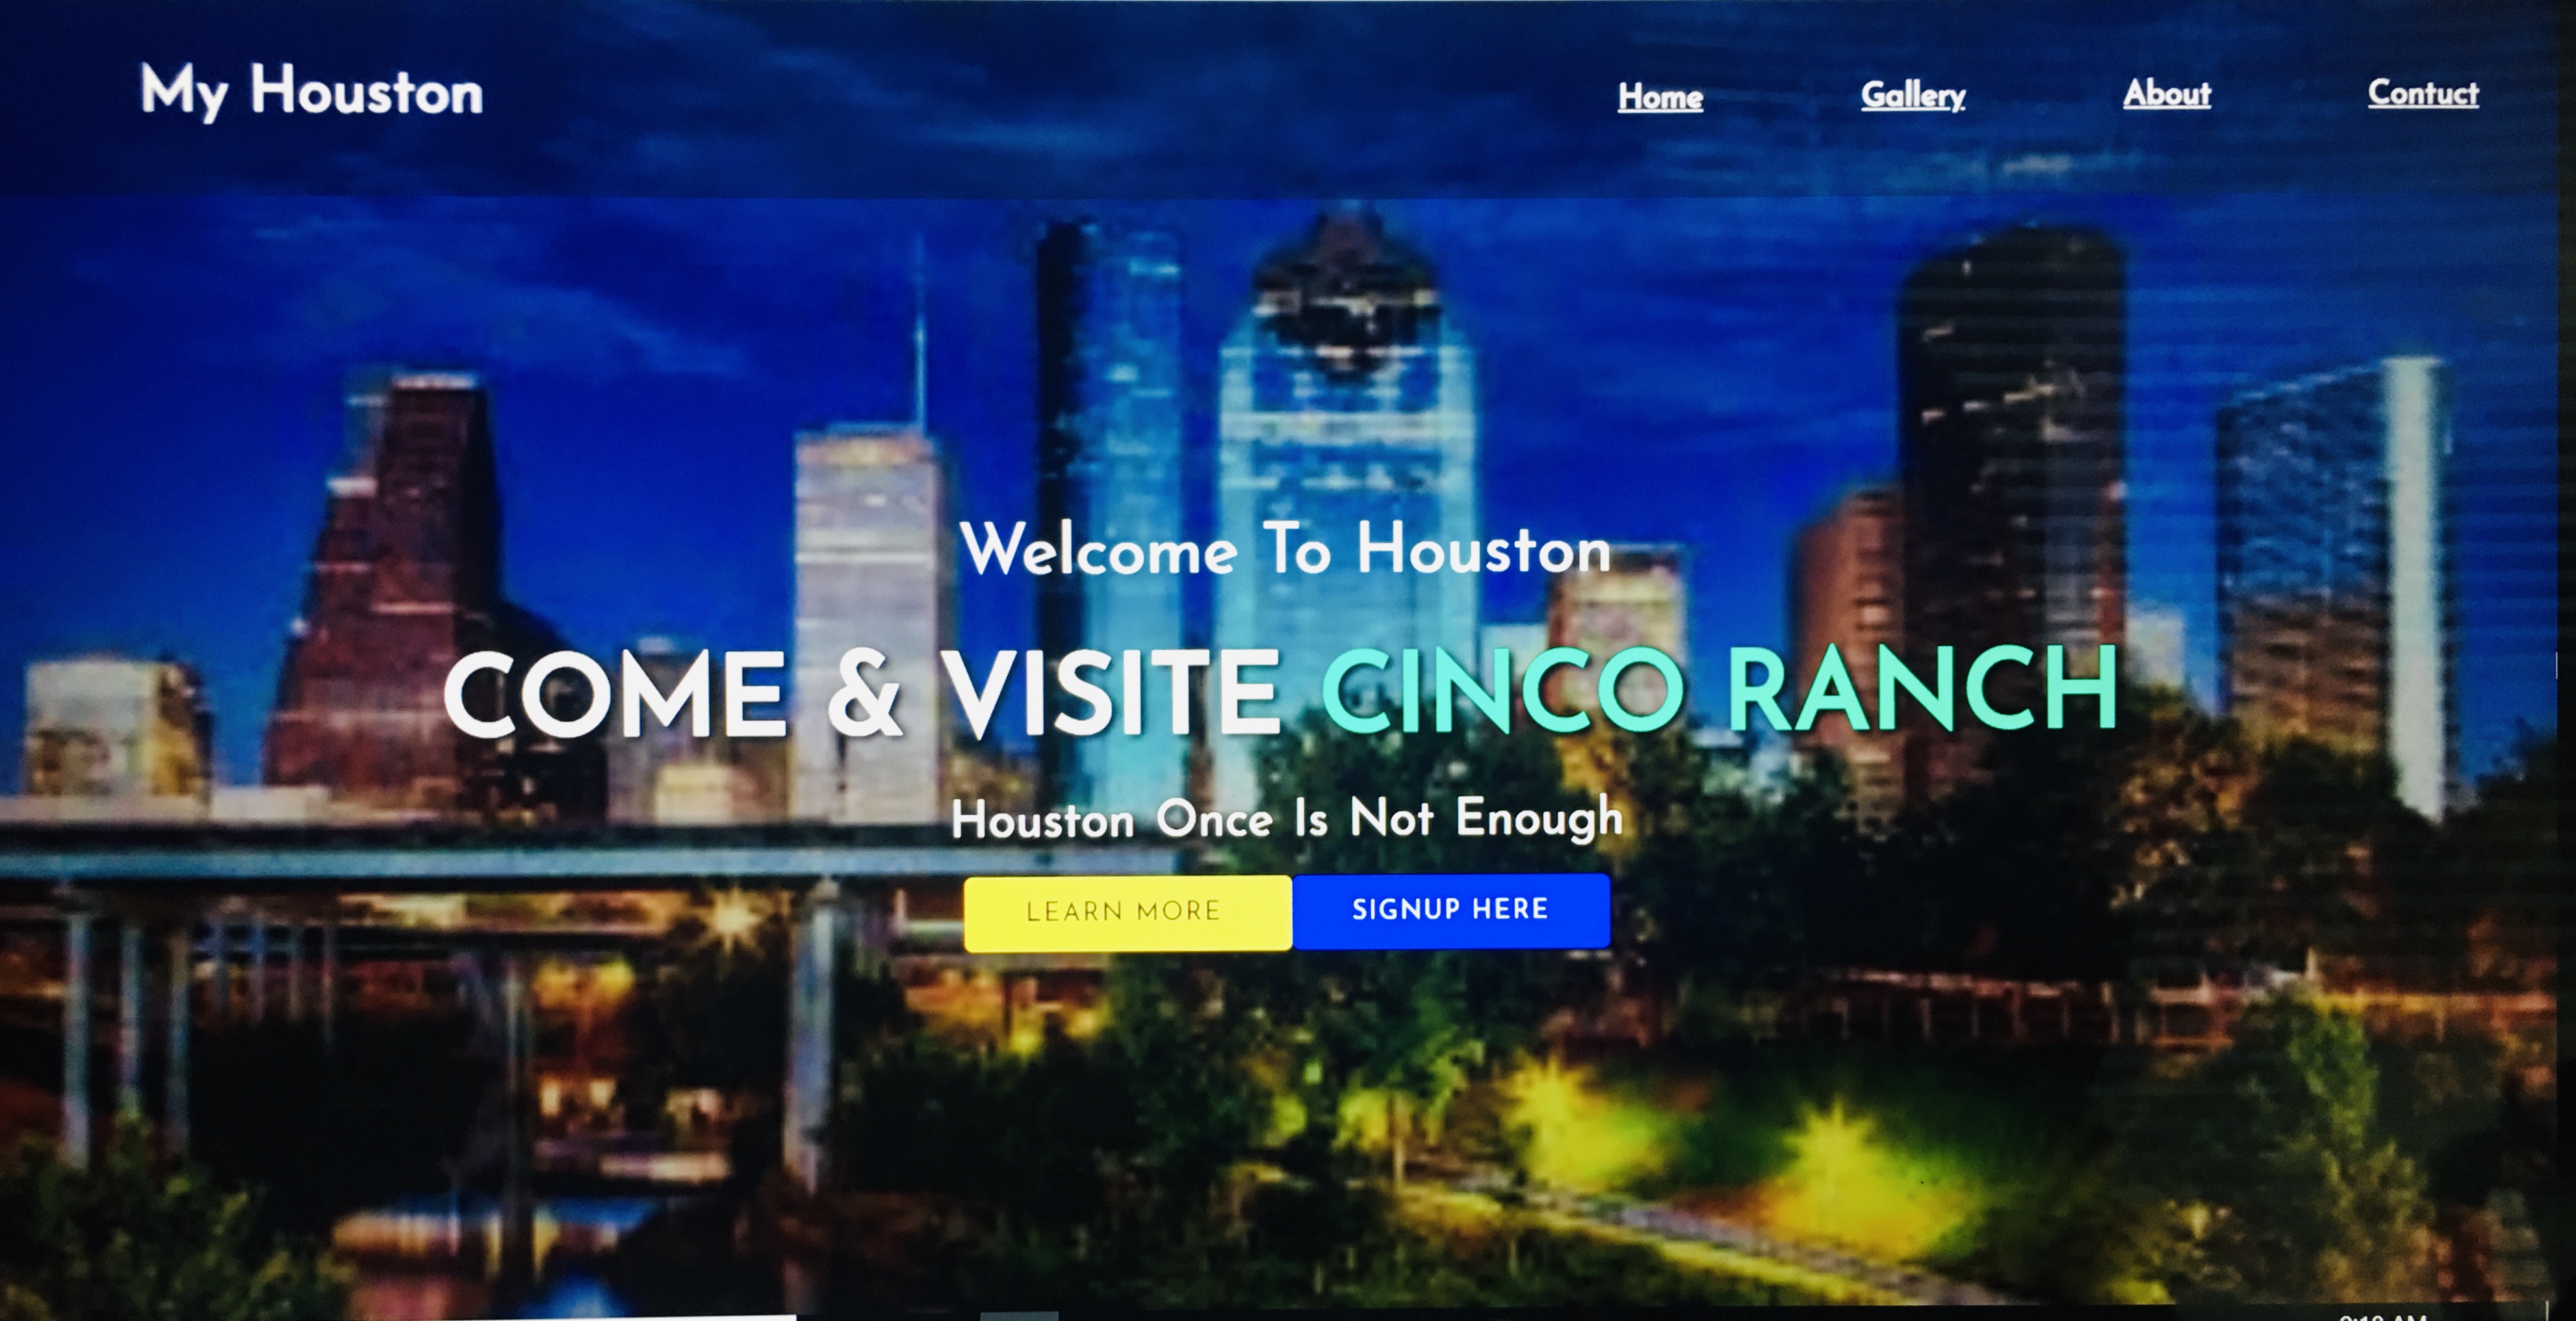 My Houston
Home Gallery About Contuct
Welcome To Houston
COME & VISITE CINCO RANCH
Houston Once Is Not Enough
LEARN MORE SIGNUP HERE